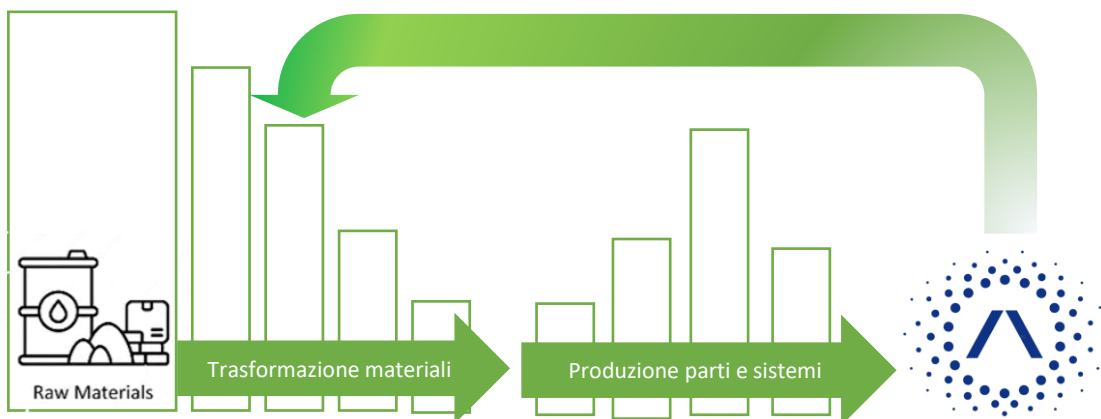 Raw Materials
Trasformazione materiali
Produzione parti e sistemi